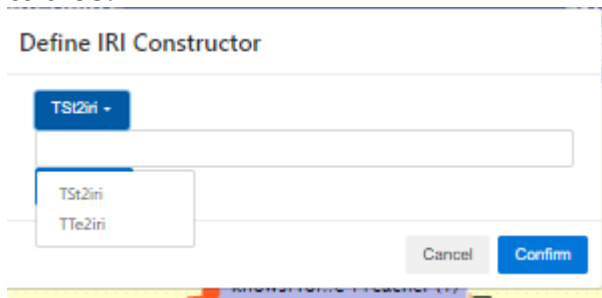 Define IRI Constructor
TSt2iri
TSt2iri
TTe2iri
Cancel Confirm